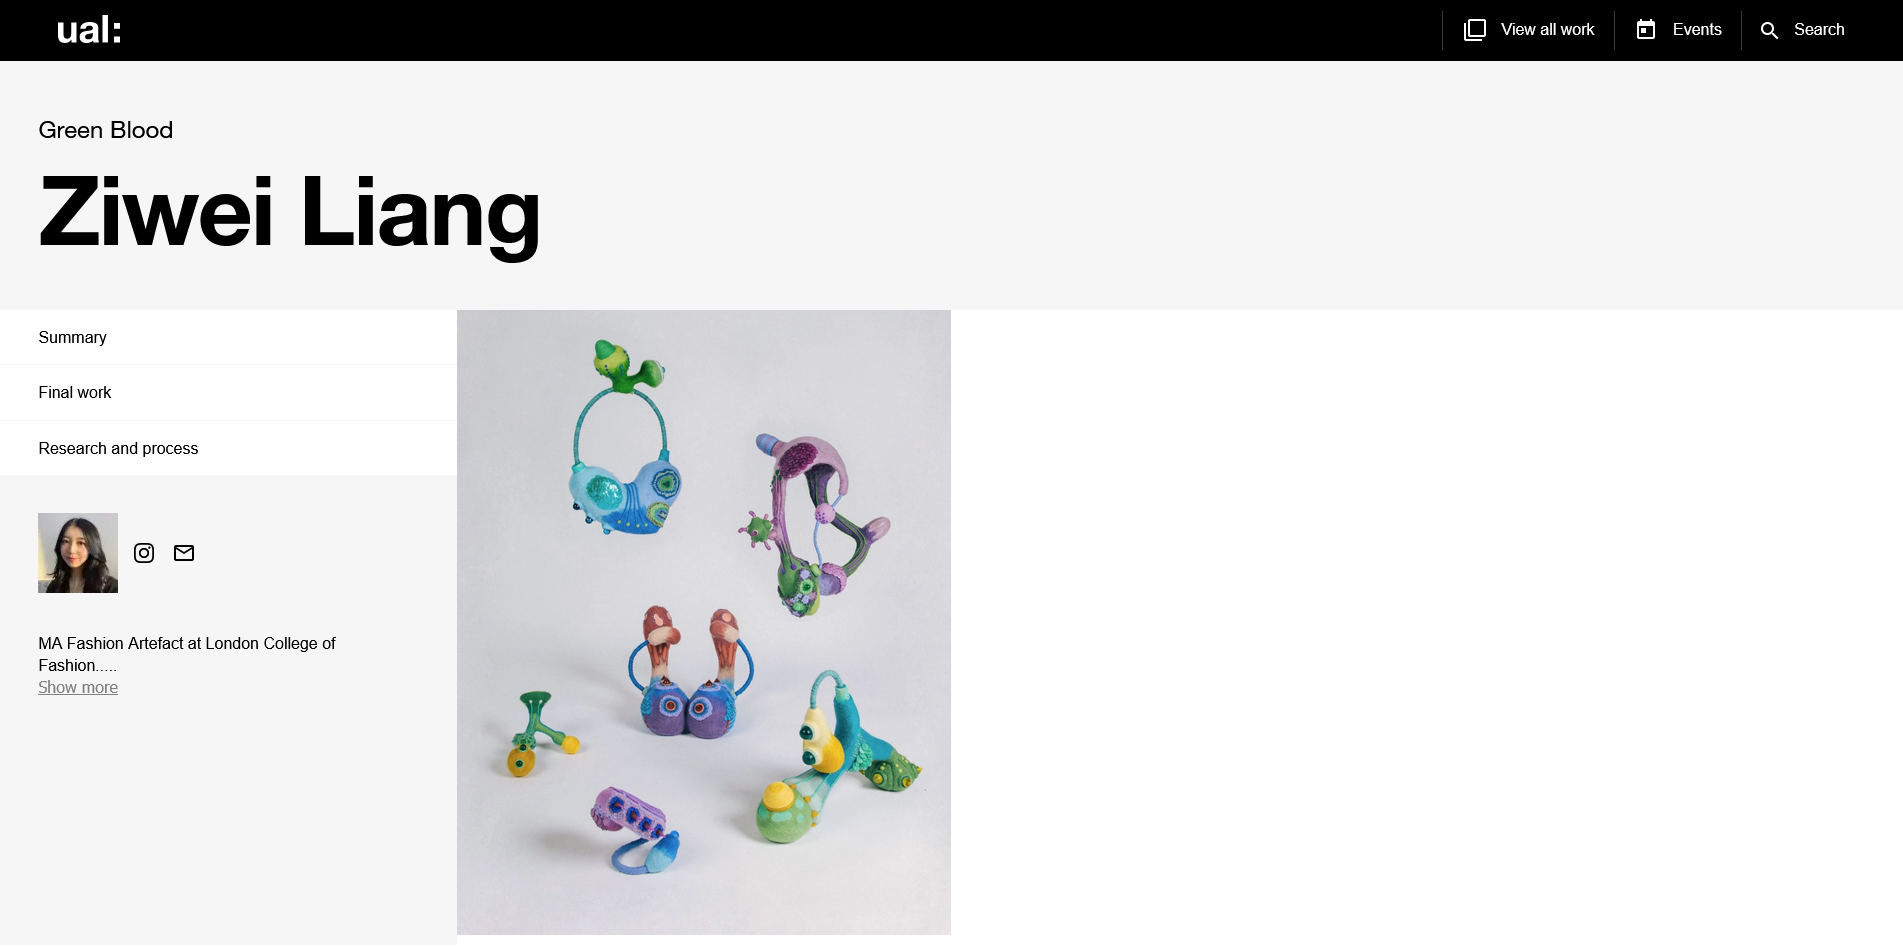 ual:
View all work
Events
Search
Green Blood
Ziwei Liang
Summary
Final work
Research and process
MA Fashion Artefact at London College of
Fashion.....
Show more